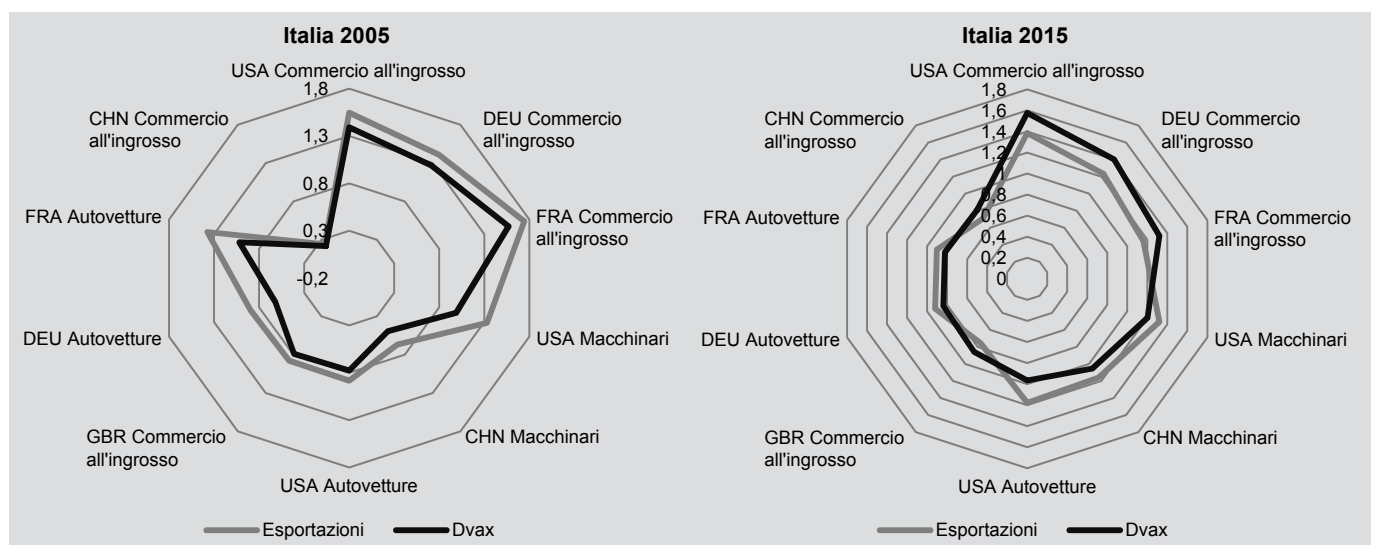 Italia 2005
USA Commercio all'ingrosso
1,8
1,3
0,8
0,3
-0,2
DEU Commercio
all'ingrosso
FRA Commercio
all'ingrosso
USA Macchinari
CHN Macchinari
USA Autovetture
GBR Commercio
all'ingrosso
DEU Autovetture
FRA Autovetture
CHN Commercio
all'ingrosso
Esportazioni
Dvax
Italia 2015
USA Commercio all'ingrosso
1,8
1,6
1,4
1,2
1
0,8
0,6
0,4
0,2
0
DEU Commercio
all'ingrosso
FRA Commercio
all'ingrosso
USA Macchinari
CHN Macchinari
USA Autovetture
GBR Commercio
all'ingrosso
DEU Autovetture
FRA Autovetture
CHN Commercio
all'ingrosso
Esportazioni
Dvax